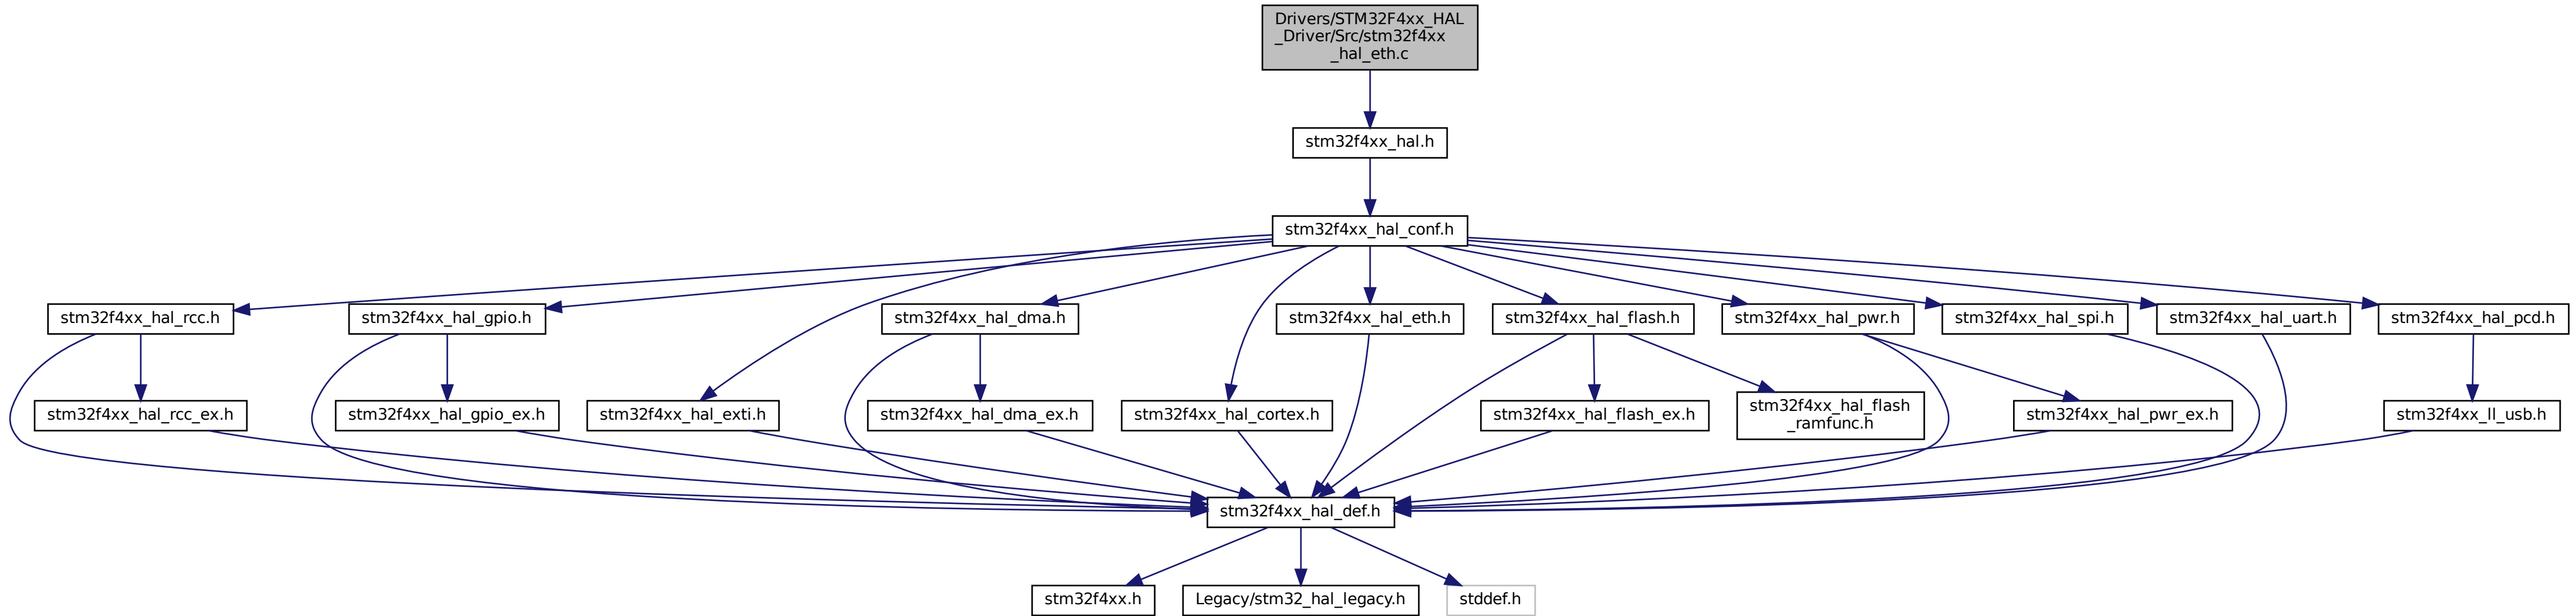 Drivers/STM32F4xx_HAL
_Driver/Src/stm32f4xx
_hal_eth.c
stm32f4xx_hal.h
stm32f4xx_hal_conf.h
stm32f4xx_hal_rcc.h
stm32f4xx_hal_gpio.h
stm32f4xx_hal_dma.h
stm32f4xx_hal_eth.h
stm32f4xx_hal_flash.h
stm32f4xx_hal_pwr.h
stm32f4xx_hal_spi.h
stm32f4xx_hal_uart.h
stm32f4xx_hal_pcd.h
stm32f4xx_hal_rcc_ex.h
stm32f4xx_hal_gpio_ex.h
stm32f4xx_hal_exti.h
stm32f4xx_hal_dma_ex.h
stm32f4xx_hal_cortex.h
stm32f4xx_hal_flash_ex.h
stm32f4xx_hal_flash
_ramfunc.h
stm32f4xx_hal_pwr_ex.h
stm32f4xx_ll_usb.h
stm32f4xx_hal_def.h
stm32f4xx.h
Legacy/stm32_hal_legacy.h
stddef.h